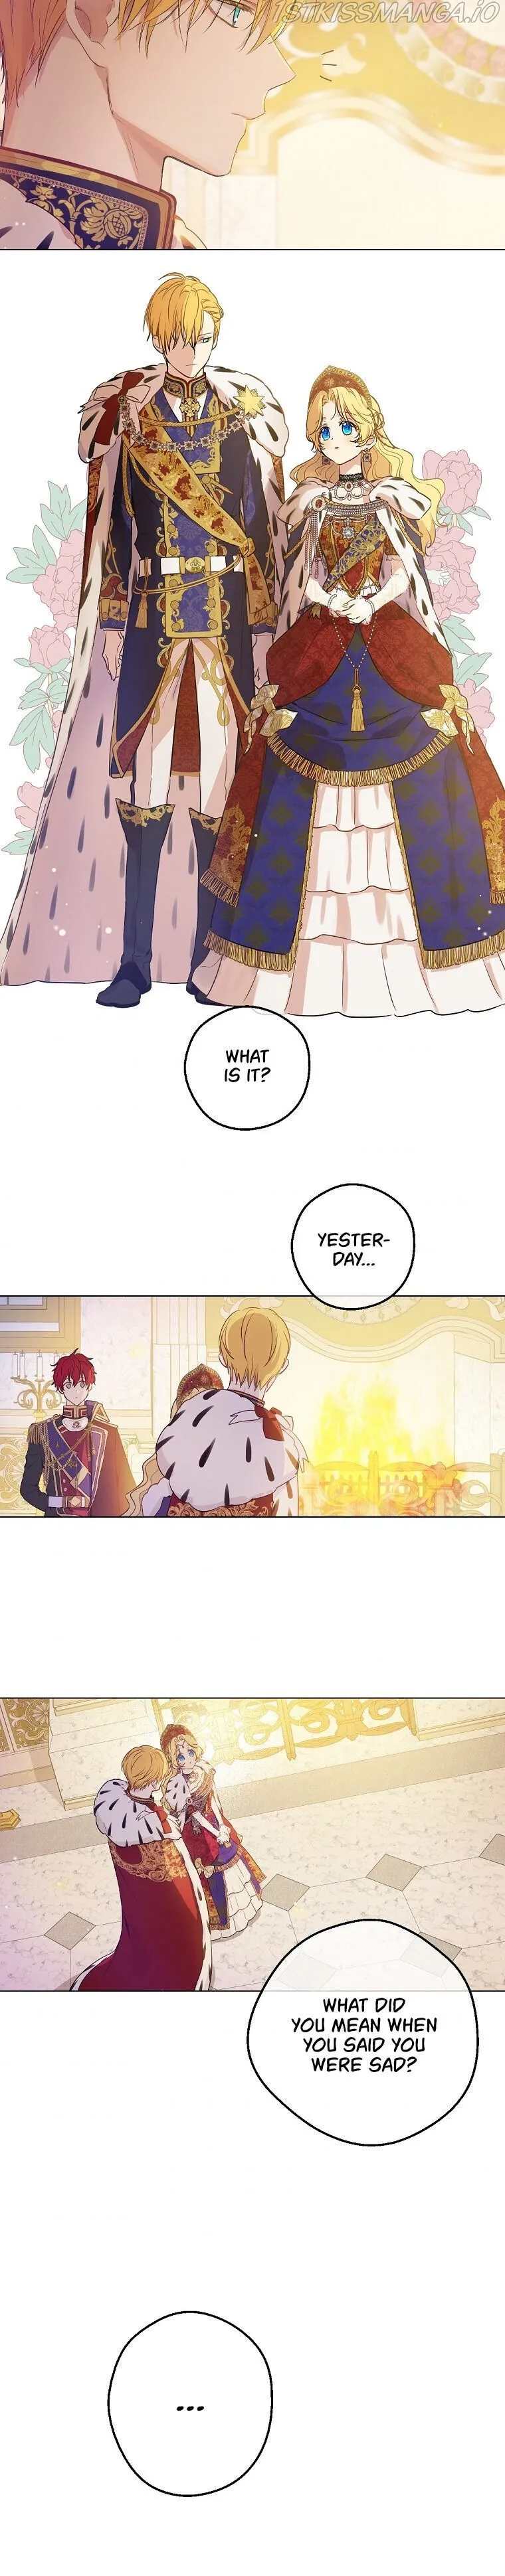 1STKISSMANGA.iO
WHAT
IS IT?
YESTER-
DAY...
WHAT DID
YOU MEAN WHEN
YOU SAID YOU
WERE SAD?
...